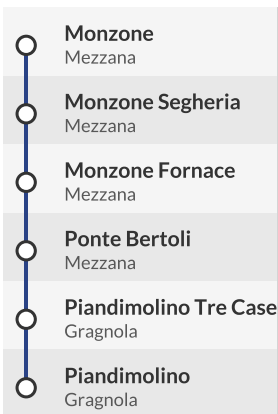 Monzone
Mezzana
Monzone Segheria
Mezzana
Monzone Fornace
Mezzana
Ponte Bertoli
Mezzana
Piandimolino Tre Case
Gragnola
Piandimolino
Gragnola